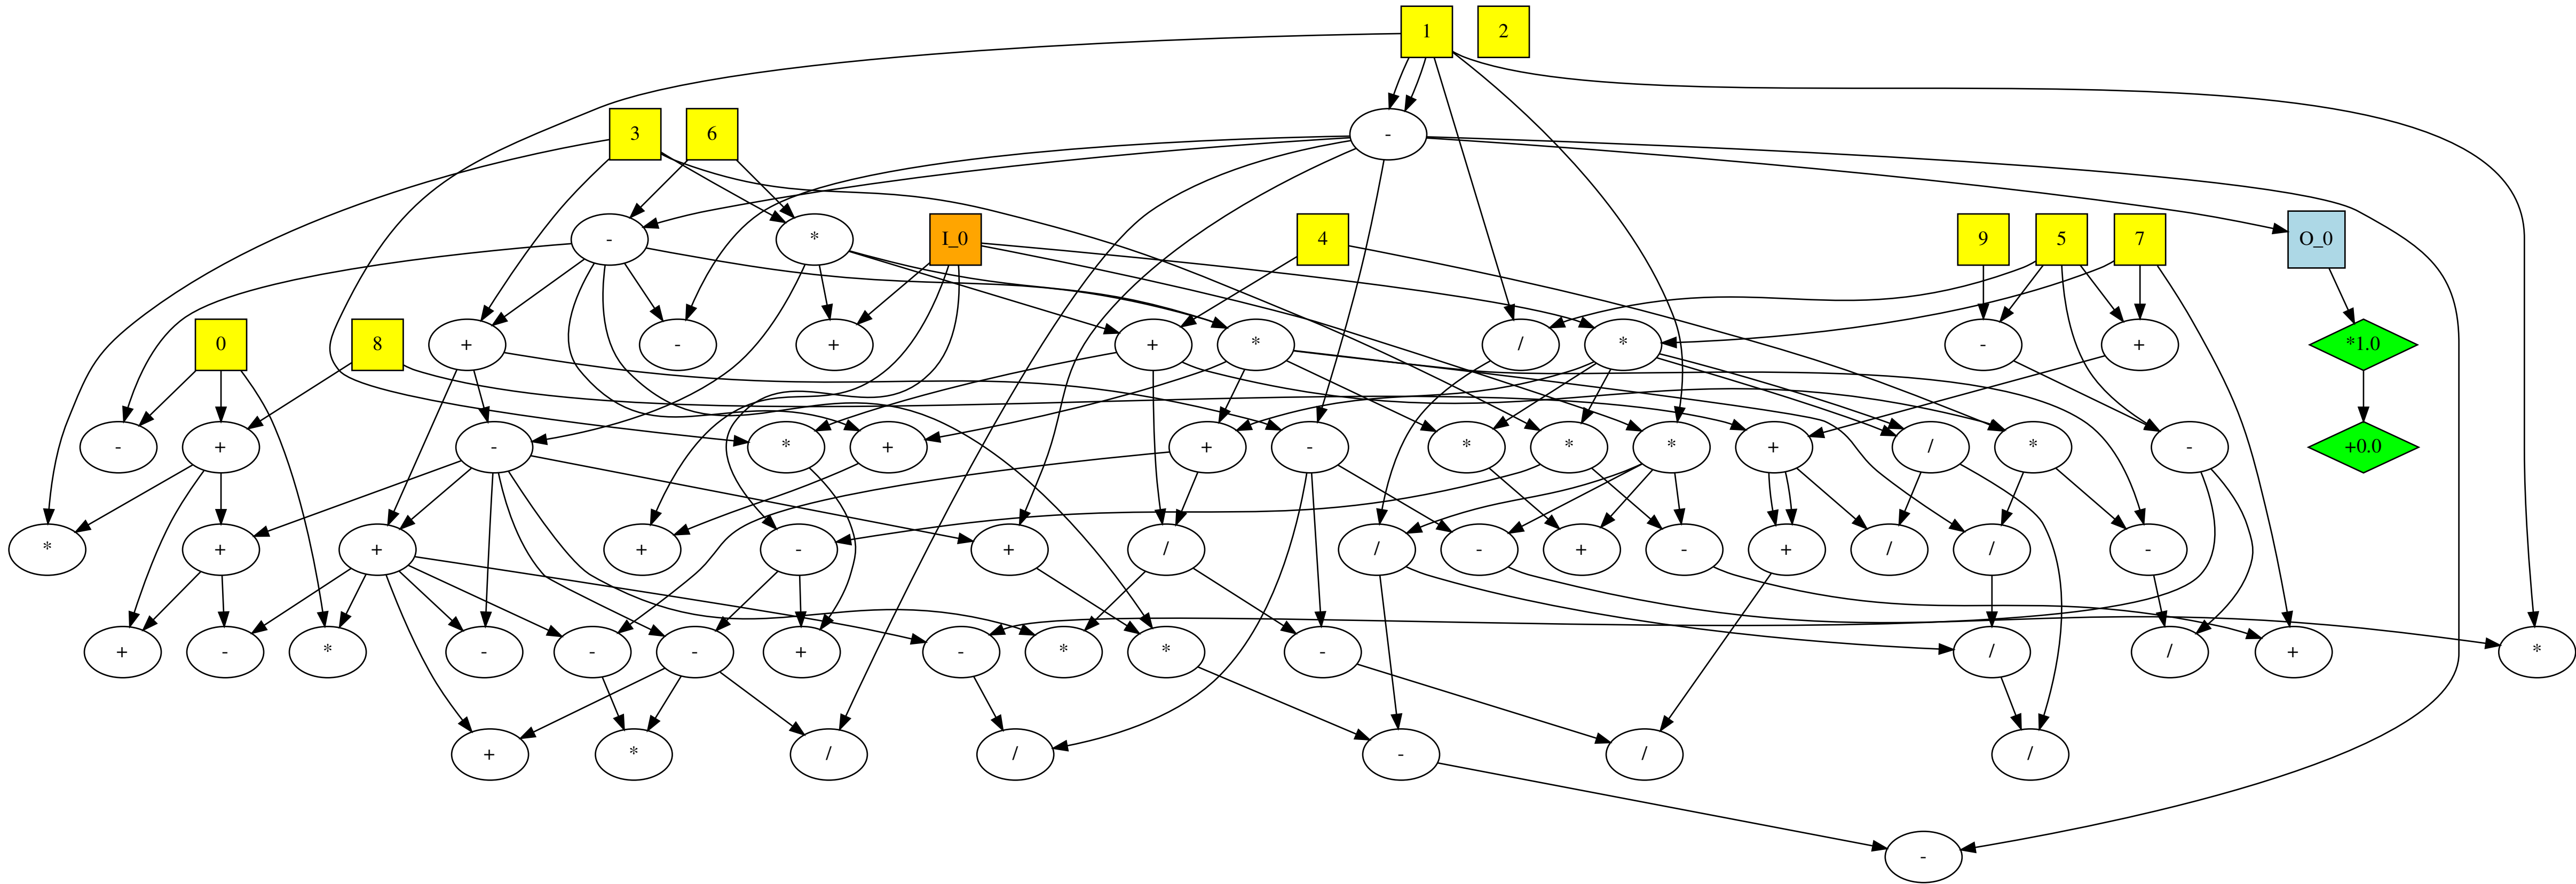 1 2
3 6
-
- * I_0 4 9 5 7 O_0
0 8 + - + + * / * - + *1.0
- + - * + + - * * * + / * - +0.0
* + + + - + / / - + - + / / -
+ - * - - - + - * * - / / + *
+ * / / - / /
-